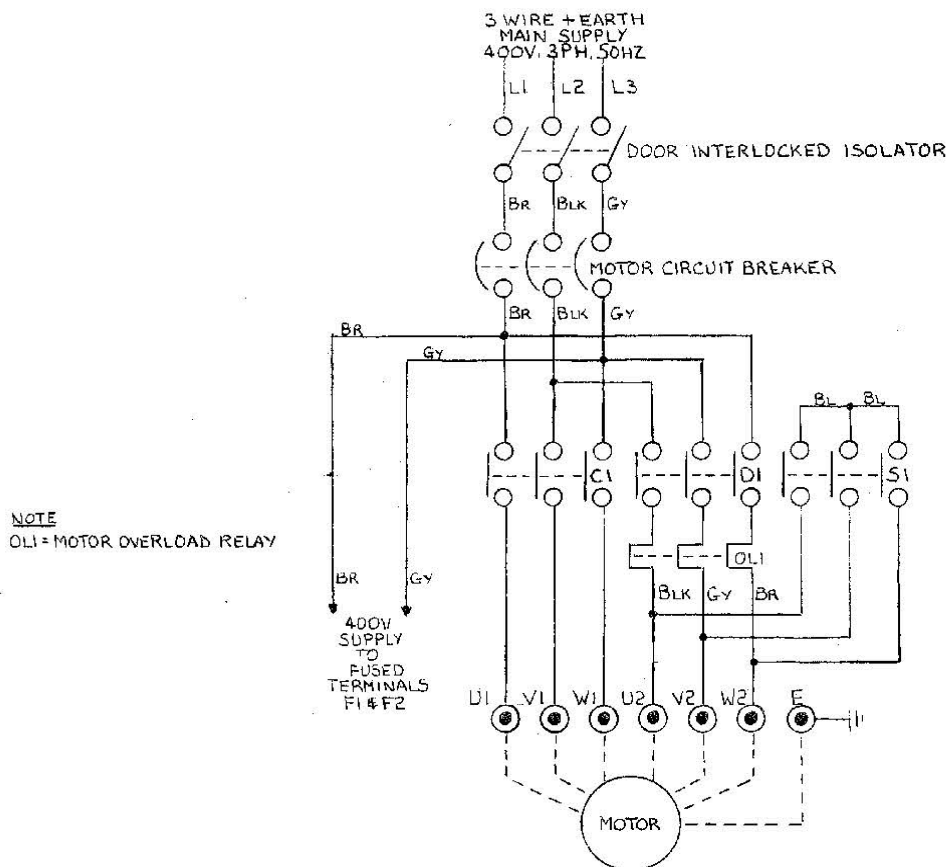 3 WIRE + EARTH
MAIN SUPPLY
400V, 3PH, 50HZ
L1 L2 L3
DOOR INTERLOCKED ISOLATOR
BR BLK GY
MOTOR CIRCUIT BREAKER
BR BLK GY
BR
GY
BL BL
C1 D1 S1
NOTE
OL1 = MOTOR OVERLOAD RELAY
OL1
BR GY
BLK GY BR
400V
SUPPLY
TO
FUSED
TERMINALS
F1 & F2
U1 V1 W1 U2 V2 W2 E
MOTOR